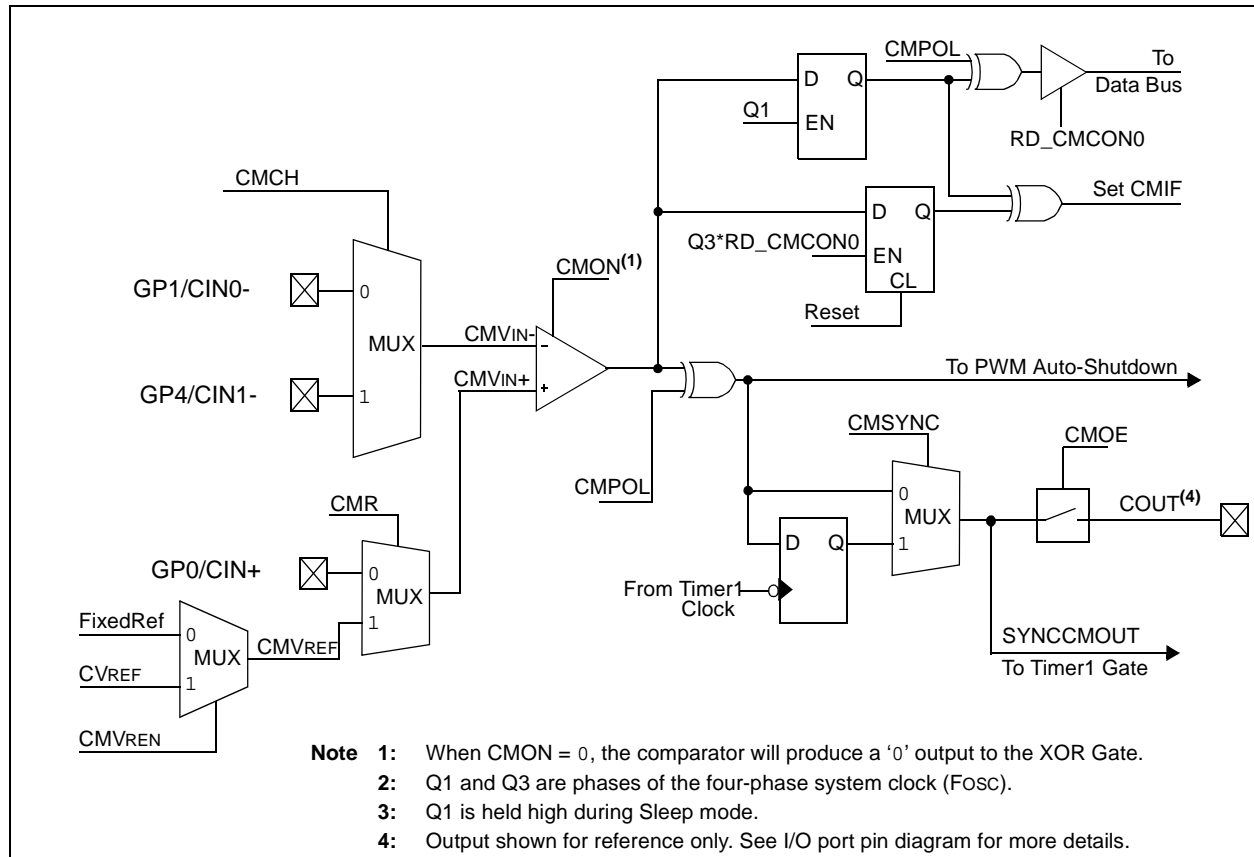 CMPOL
To
Data Bus
D Q
Q1
EN
RD_CMCON0
CMCH
Set CMIF
D Q
Q3*RD_CMCON0
EN
CL
Reset
CMON(1)
GP1/CIN0-
0
MUX
CMVIN-
–
GP4/CIN1-
1
CMVIN+
+
To PWM Auto-Shutdown
CMSYNC
CMOE
CMPOL
0
MUX
1
COUT(4)
CMR
D Q
GP0/CIN+
0
MUX
1
From Timer1
Clock
FixedRef
0
MUX
CMVREF
CVREF
1
CMVREN
SYNCCMOUT
To Timer1 Gate
Note 1: When CMON = 0, the comparator will produce a ‘0’ output to the XOR Gate.
2: Q1 and Q3 are phases of the four-phase system clock (FOSC).
3: Q1 is held high during Sleep mode.
4: Output shown for reference only. See I/O port pin diagram for more details.